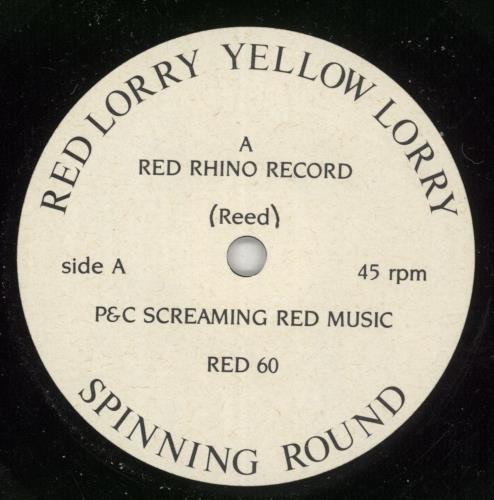 RED LORRY YELLOW LORRY
A
RED RHINO RECORD
(Reed)
side A
45 rpm
P&C SCREAMING RED MUSIC
RED 60
SPINNING ROUND